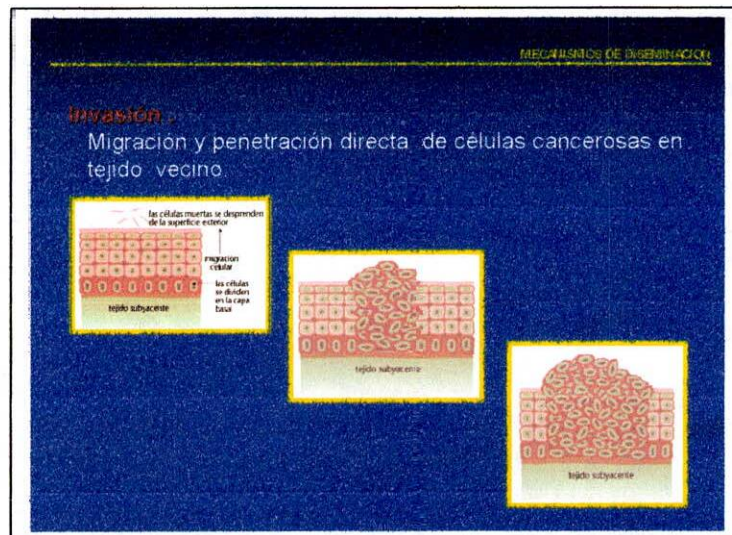 MECANISMOS DE DISEMINACION
Invasión :
Migración y penetración directa de células cancerosas en
tejido vecino.
las células muertas se desprenden
de la superficie exterior
migración
celular
las células
se dividen
en la capa
basal
tejido subyacente
tejido subyacente
tejido subyacente